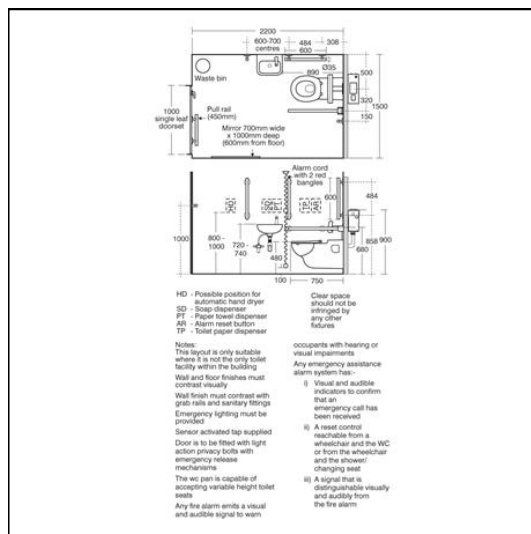 2200
600-700
centres
484
308
600
Waste bin
Ø35
890
500
320
1500
150
1000
single leaf
doorset
Pull rail
(450mm)
Mirror 700mm wide
x 1000mm deep
(600mm from floor)
Alarm cord
with 2 red
bangles
HD
SD
PT
TP
AR
600
484
1000
800 -
1000
720 -
740
480
858
900
680
100
750
HD - Possible position for
automatic hand dryer
SD - Soap dispenser
PT - Paper towel dispenser
AR - Alarm reset button
TP - Toilet paper dispenser
Clear space
should not be
infringed by
any other
fixtures
Notes:
This layout is only suitable
where it is not the only toilet
facility within the building
Wall and floor finishes must
contrast visually
Wall finish must contrast with
grab rails and sanitary fittings
Emergency lighting must be
provided
Sensor activated tap supplied
Door is to be fitted with light
action privacy bolts with
emergency release
mechanisms
The wc pan is capable of
accepting variable height toilet
seats
Any fire alarm emits a visual
and audible signal to warn
occupants with hearing or
visual impairments
Any emergency assistance
alarm system has:-
i) Visual and audible
indicators to confirm
that an
emergency call has
been received
ii) A reset control
reachable from a
wheelchair and the WC
or from the wheelchair
and the shower/
changing seat
iii) A signal that is
distinguishable visually
and audibly from
the fire alarm